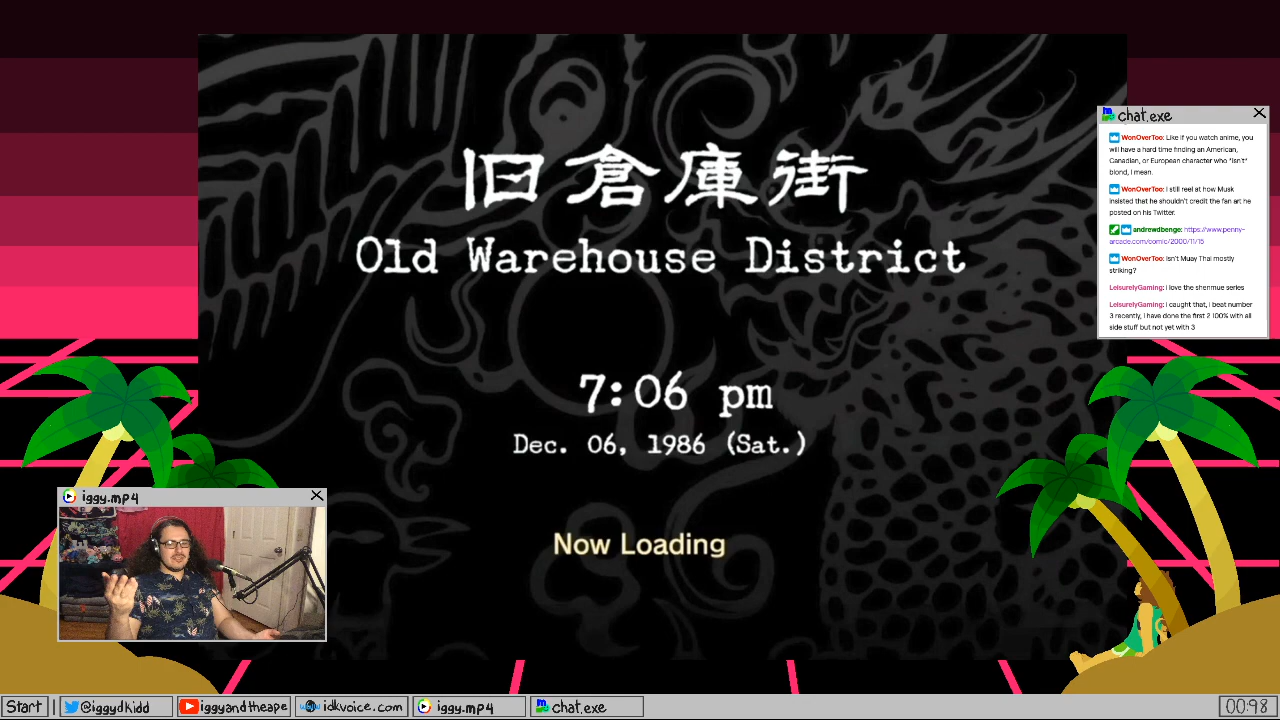 旧倉庫街
Old Warehouse District
7:06 pm
Dec. 06, 1986 (Sat.)
Now Loading
chat.exe
WonOverToo: Like if you watch anime, you
will have a hard time finding an American,
Canadian, or European character who *isn't*
blond, I mean.
WonOverToo: I still reel at how Musk
insisted that he shouldn't credit the fan art he
posted on his Twitter.
andrewdbenge: https://www.penny-
arcade.com/comic/2000/11/15
WonOverToo: Isn't Muay Thai mostly
striking?
LeisurelyGaming: i love the shenmue series
LeisurelyGaming: i caught that, i beat number
3 recently, i have done the first 2 100% with all
side stuff but not yet with 3
iggy.mp4
Start
@iggydkidd
iggyandtheape
www idkvoice.com
iggy.mp4
chat.exe
00:98